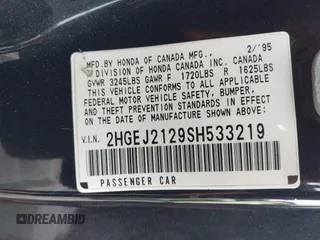 MFD.BY HONDA OF CANADA MFG., 2/'95
A DIVISION OF HONDA CANADA INC. IN CANADA
GVWR 3245LBS GAWR F 1720LBS R 1625LBS
THIS VEHICLE CONFORMS TO ALL APPLICABLE
FEDERAL MOTOR VEHICLE SAFETY, BUMPER,
AND THEFT PREVENTION STANDARDS IN EFFECT
ON THE DATE OF MANUFACTURE SHOWN ABOVE.
V.I.N. 2HGEJ2129SH533219
PASSENGER CAR
DREAMBID